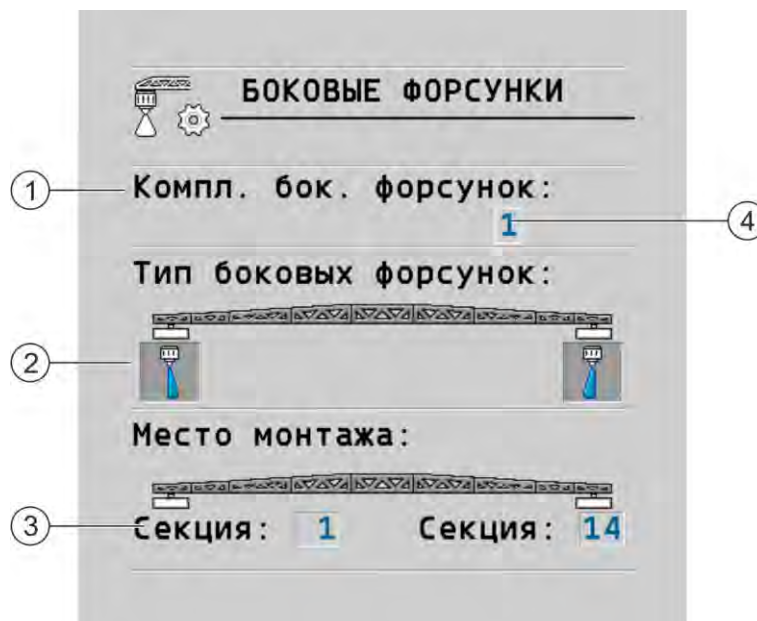 БОКОВЫЕ ФОРСУНКИ
1 Компл. бок. форсунок:
1 4
Тип боковых форсунок:
2
Место монтажа:
3 Секция: 1 Секция: 14